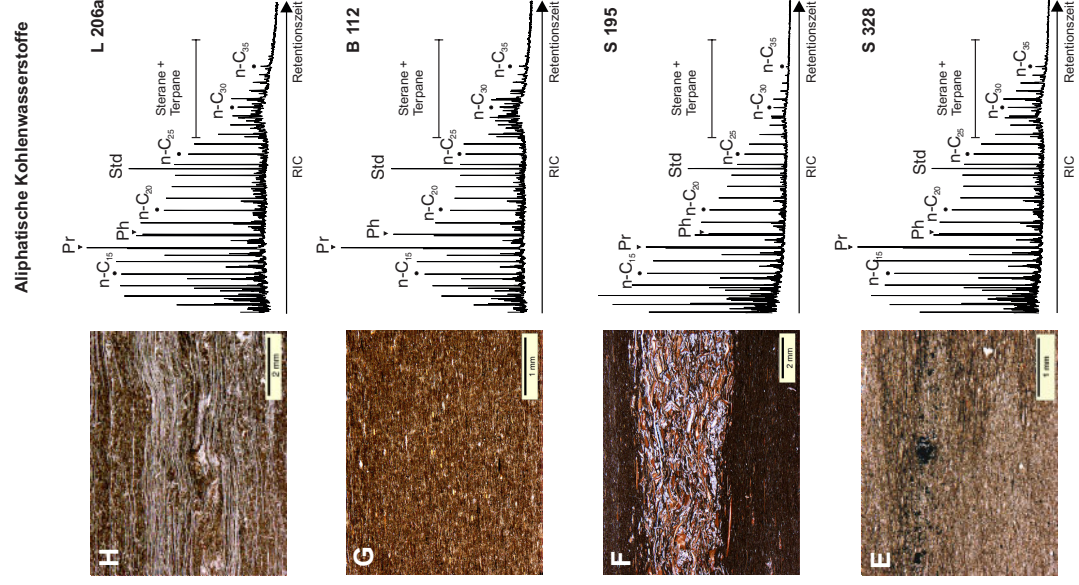 Aliphatische Kohlenwasserstoffe
L 206a
Pr
n-C15
Ph
n-C20
Std
n-C25
Sterane +
Terpane
n-C30
n-C35
RIC
Retentionszeit
H
2 mm
B 112
Pr
n-C15
Ph
n-C20
Std
n-C25
Sterane +
Terpane
n-C30
n-C35
RIC
Retentionszeit
G
1 mm
S 195
n-C15
Pr
Ph
n-C20
Std
n-C25
Sterane +
Terpane
n-C30
n-C35
RIC
Retentionszeit
F
2 mm
S 328
Pr
n-C15
Ph
n-C20
Std
n-C25
Sterane +
Terpane
n-C30
n-C35
RIC
Retentionszeit
E
1 mm